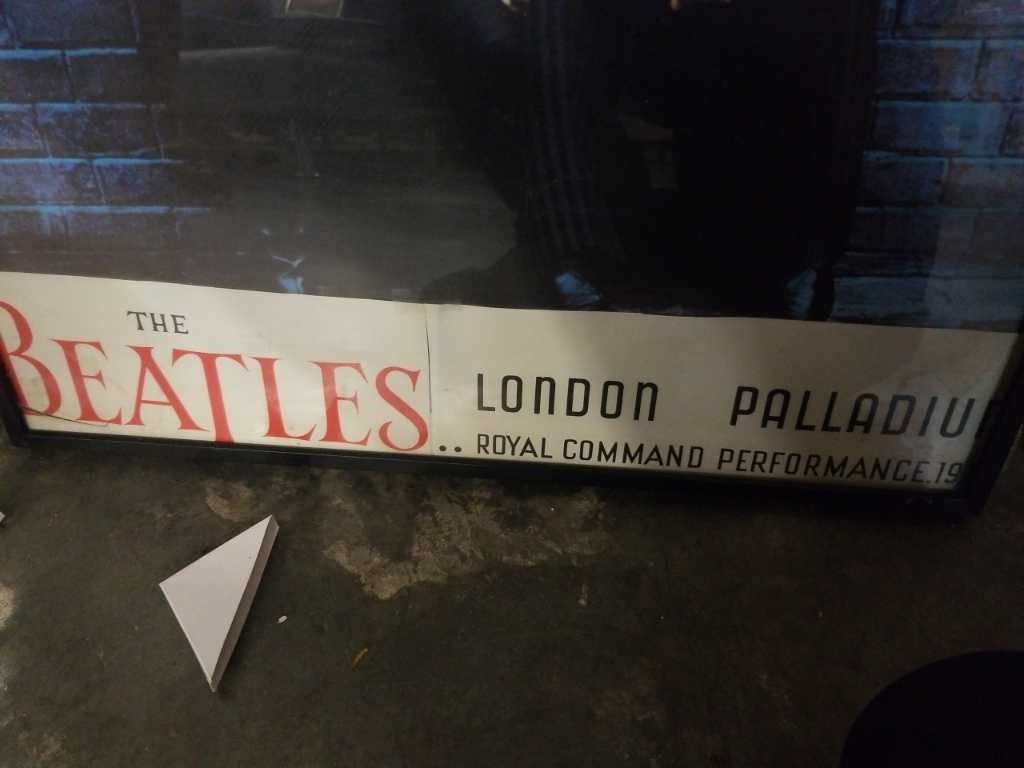 THE
BEATLES
LONDON PALLADIU
.. ROYAL COMMAND PERFORMANCE.19